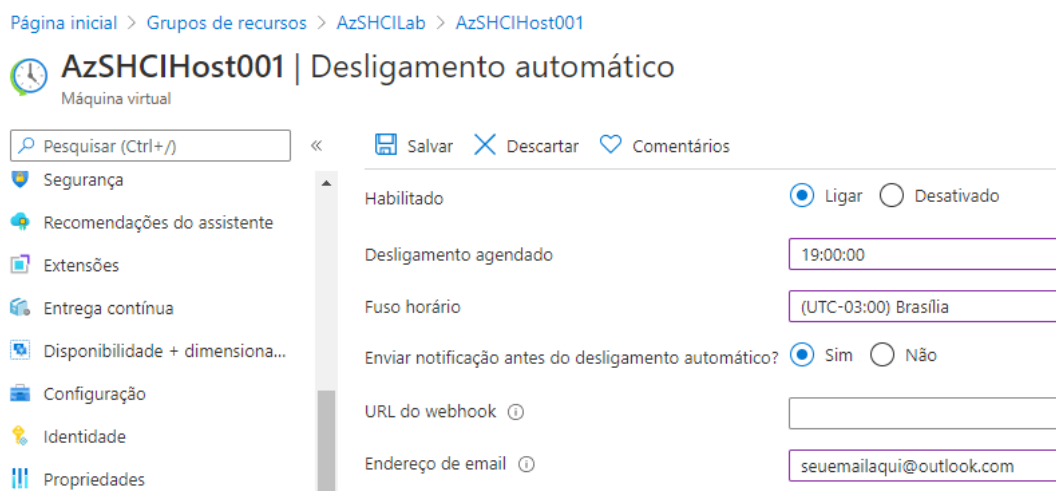 Página inicial > Grupos de recursos > AzSHCILab > AzSHCIHost001
AzSHCIHost001 | Desligamento automático
Máquina virtual
Pesquisar (Ctrl+/)
«
Salvar
Descartar
Comentários
Segurança
Recomendações do assistente
Extensões
Entrega contínua
Disponibilidade + dimensiona...
Configuração
Identidade
Propriedades
Habilitado
Ligar
Desativado
Desligamento agendado
19:00:00
Fuso horário
(UTC-03:00) Brasília
Enviar notificação antes do desligamento automático?
Sim
Não
URL do webhook
Endereço de email
seuemailaqui@outlook.com